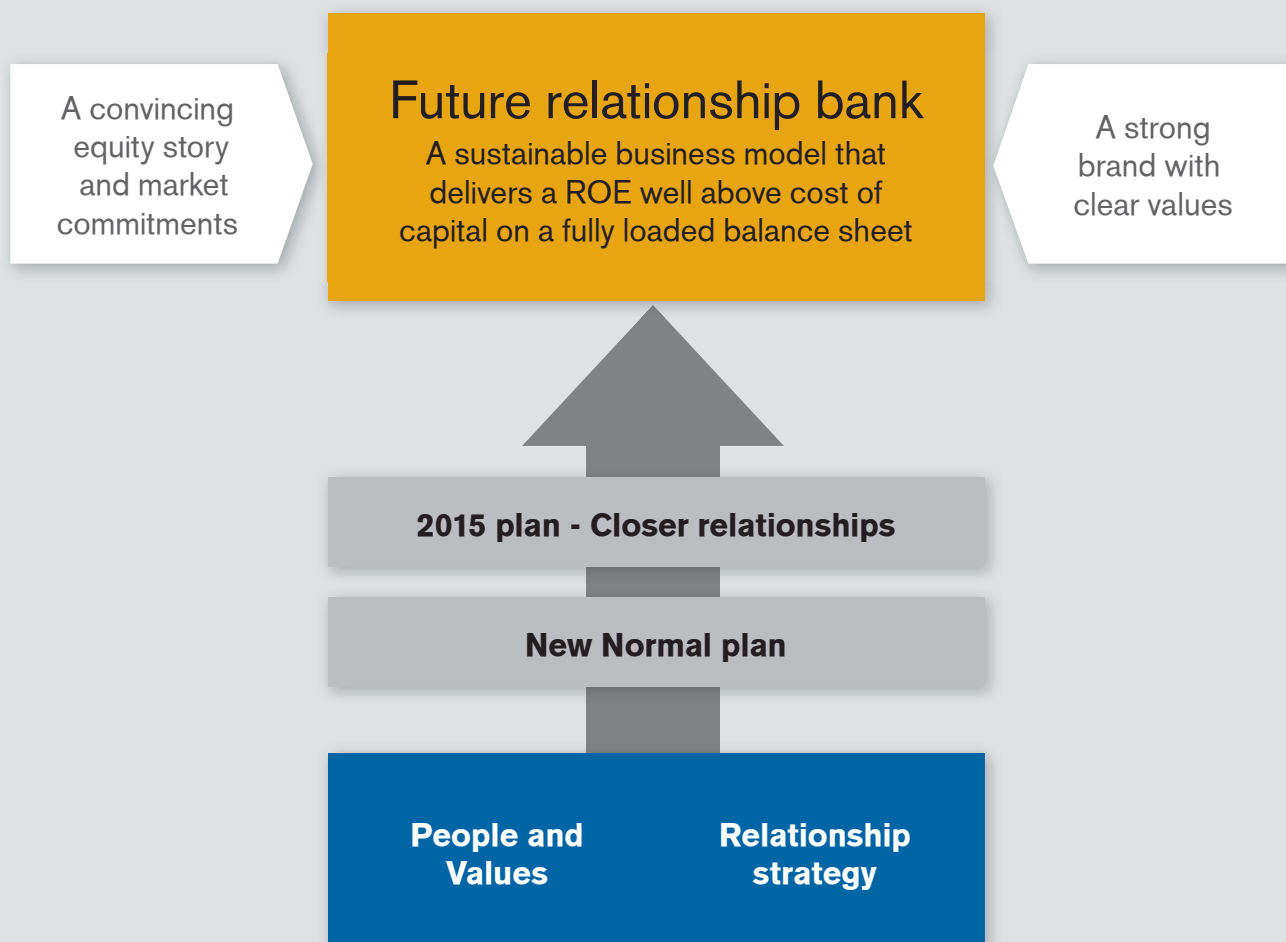 A convincing
equity story
and market
commitments
Future relationship bank
A sustainable business model that
delivers a ROE well above cost of
capital on a fully loaded balance sheet
A strong
brand with
clear values
2015 plan - Closer relationships
New Normal plan
People and
Values
Relationship
strategy